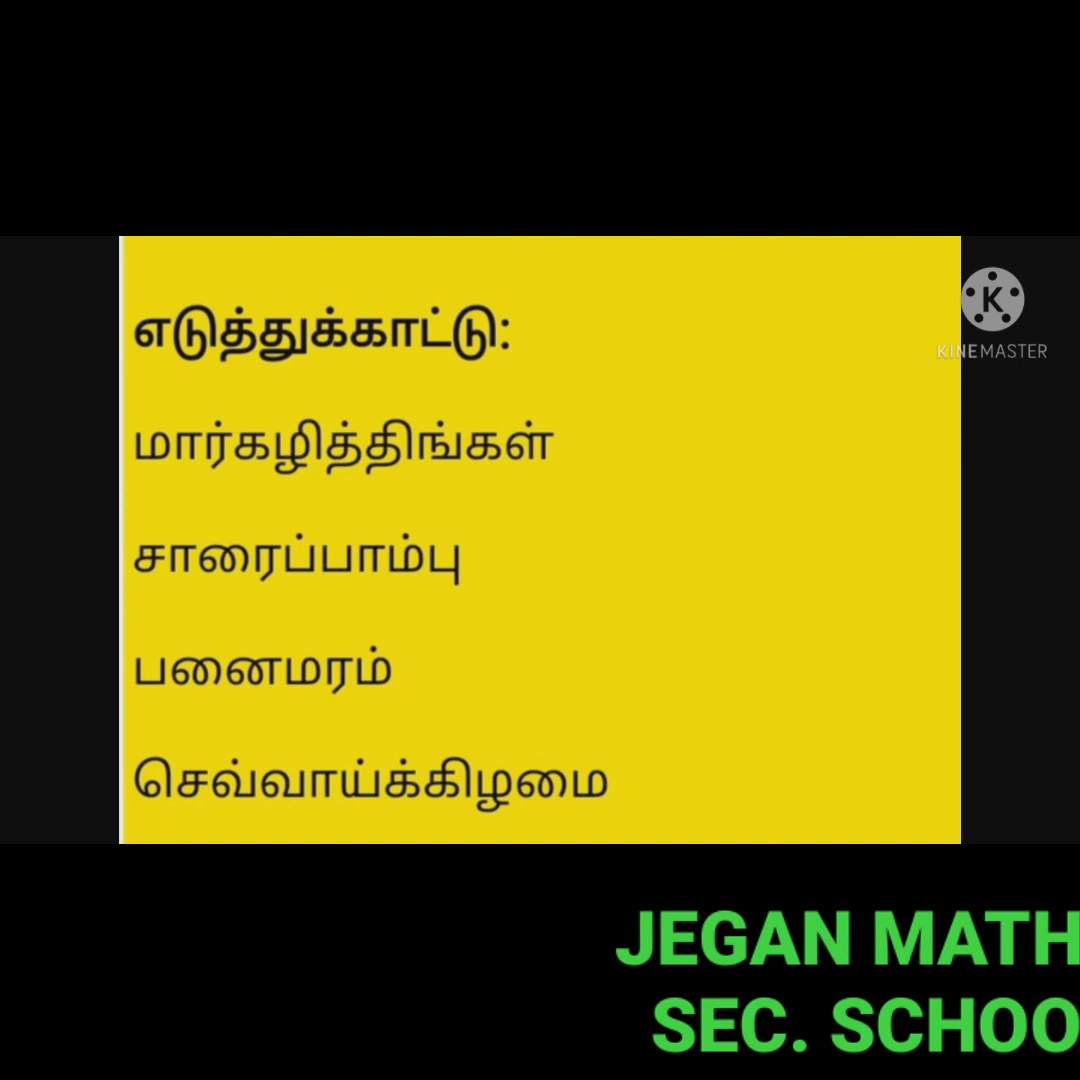 எடுத்துக்காட்டு:
மார்கழித்திங்கள்
சாரைப்பாம்பு
பனைமரம்
செவ்வாய்க்கிழமை
K
KINEMASTER
JEGAN MATH
SEC. SCHOO